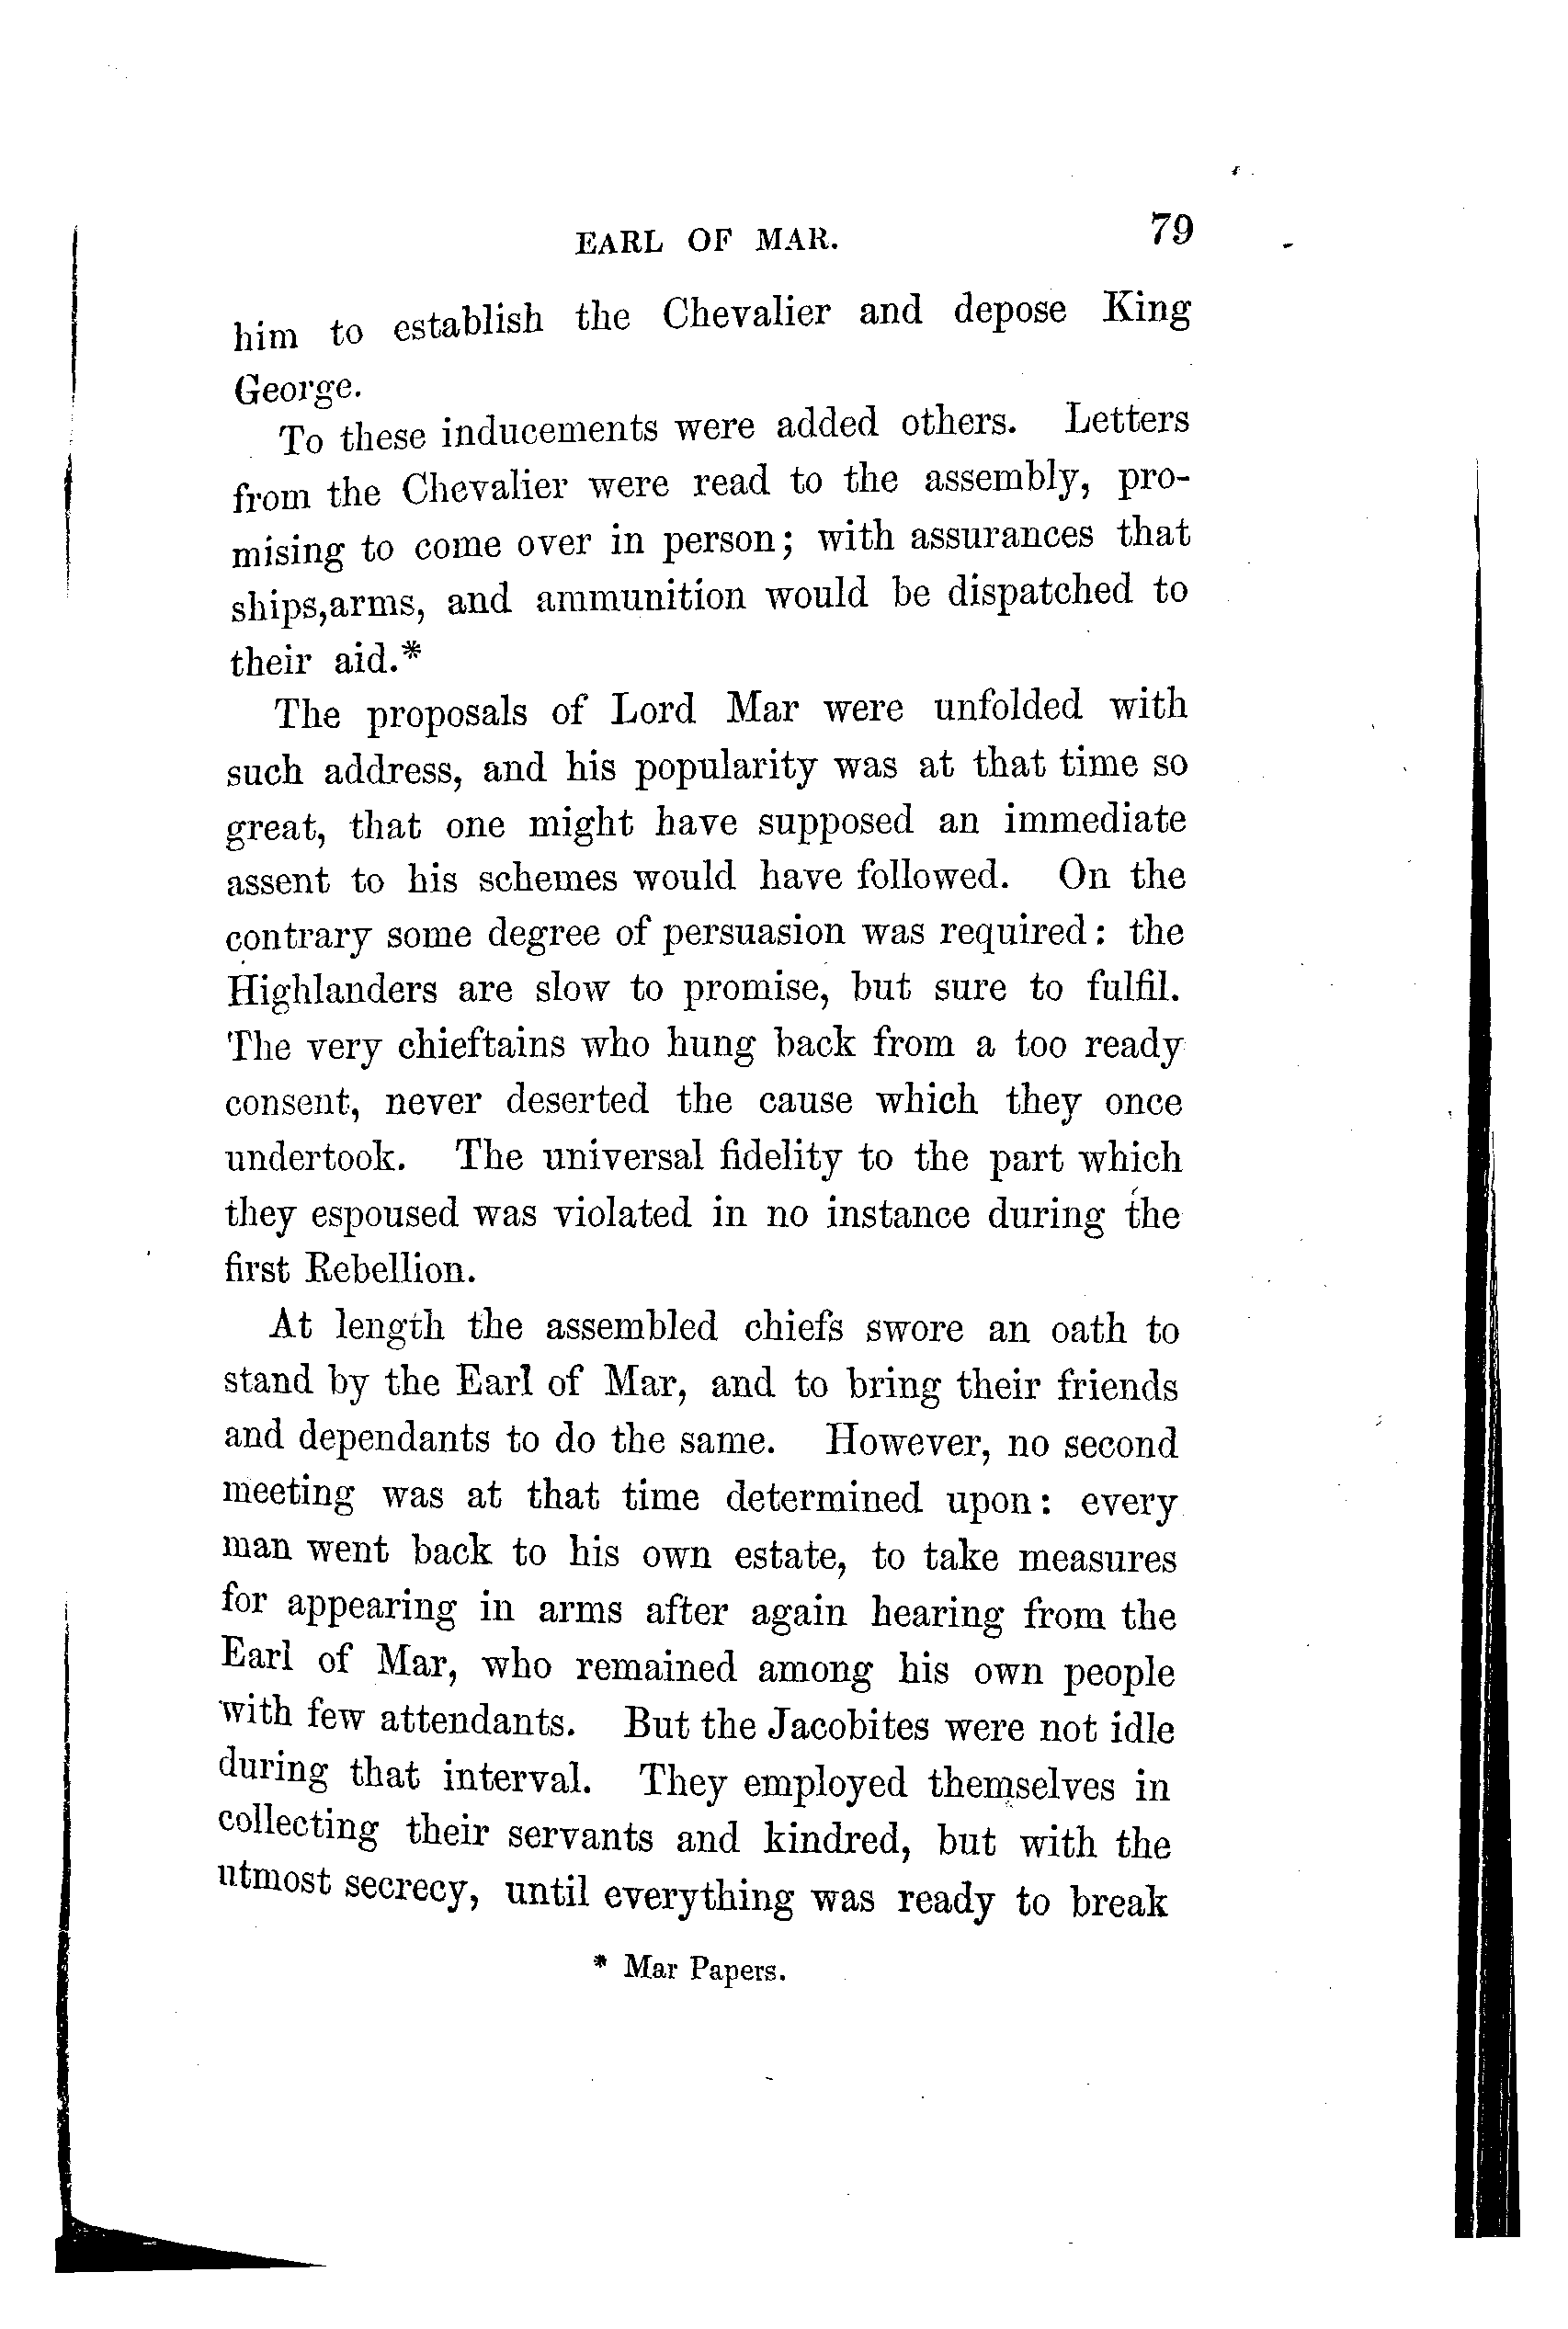 EARL OF MAR. 79
him to establish the Chevalier and depose King
George.
To these inducements were added others. Letters
from the Chevalier were read to the assembly, pro-
mising to come over in person; with assurances that
ships,arms, and ammunition would be dispatched to
their aid.*
The proposals of Lord Mar were unfolded with
such address, and his popularity was at that time so
great, that one might have supposed an immediate
assent to his schemes would have followed. On the
contrary some degree of persuasion was required: the
Highlanders are slow to promise, but sure to fulfil.
The very chieftains who hung back from a too ready
consent, never deserted the cause which they once
undertook. The universal fidelity to the part which
they espoused was violated in no instance during the
first Rebellion.
At length the assembled chiefs swore an oath to
stand by the Earl of Mar, and to bring their friends
and dependants to do the same. However, no second
meeting was at that time determined upon: every
man went back to his own estate, to take measures
for appearing in arms after again hearing from the
Earl of Mar, who remained among his own people
with few attendants. But the Jacobites were not idle
during that interval. They employed themselves in
collecting their servants and kindred, but with the
utmost secrecy, until everything was ready to break
* Mar Papers.